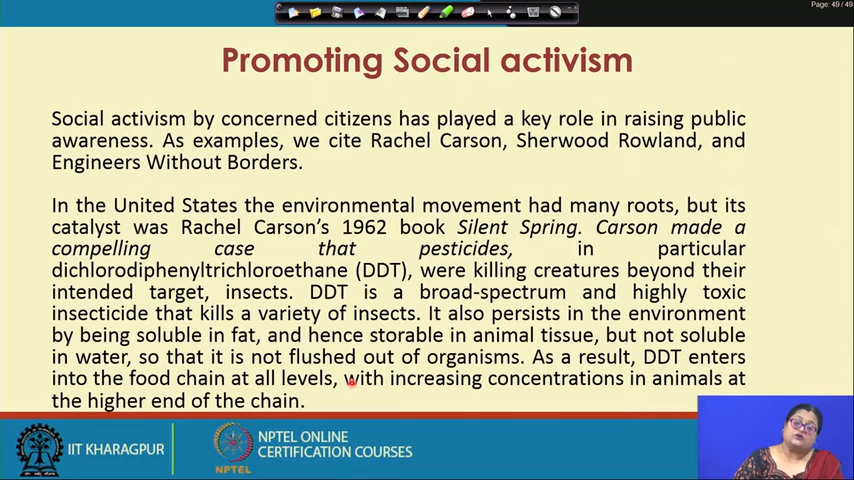 Page: 49 / 49
Promoting Social activism
Social activism by concerned citizens has played a key role in raising public
awareness. As examples, we cite Rachel Carson, Sherwood Rowland, and
Engineers Without Borders.
In the United States the environmental movement had many roots, but its
catalyst was Rachel Carson's 1962 book Silent Spring. Carson made a
compelling case that pesticides, in particular
dichlorodiphenyltrichloroethane (DDT), were killing creatures beyond their
intended target, insects. DDT is a broad-spectrum and highly toxic
insecticide that kills a variety of insects. It also persists in the environment
by being soluble in fat, and hence storable in animal tissue, but not soluble
in water, so that it is not flushed out of organisms. As a result, DDT enters
into the food chain at all levels, with increasing concentrations in animals at
the higher end of the chain.
IIT KHARAGPUR
NPTEL
NPTEL ONLINE
CERTIFICATION COURSES